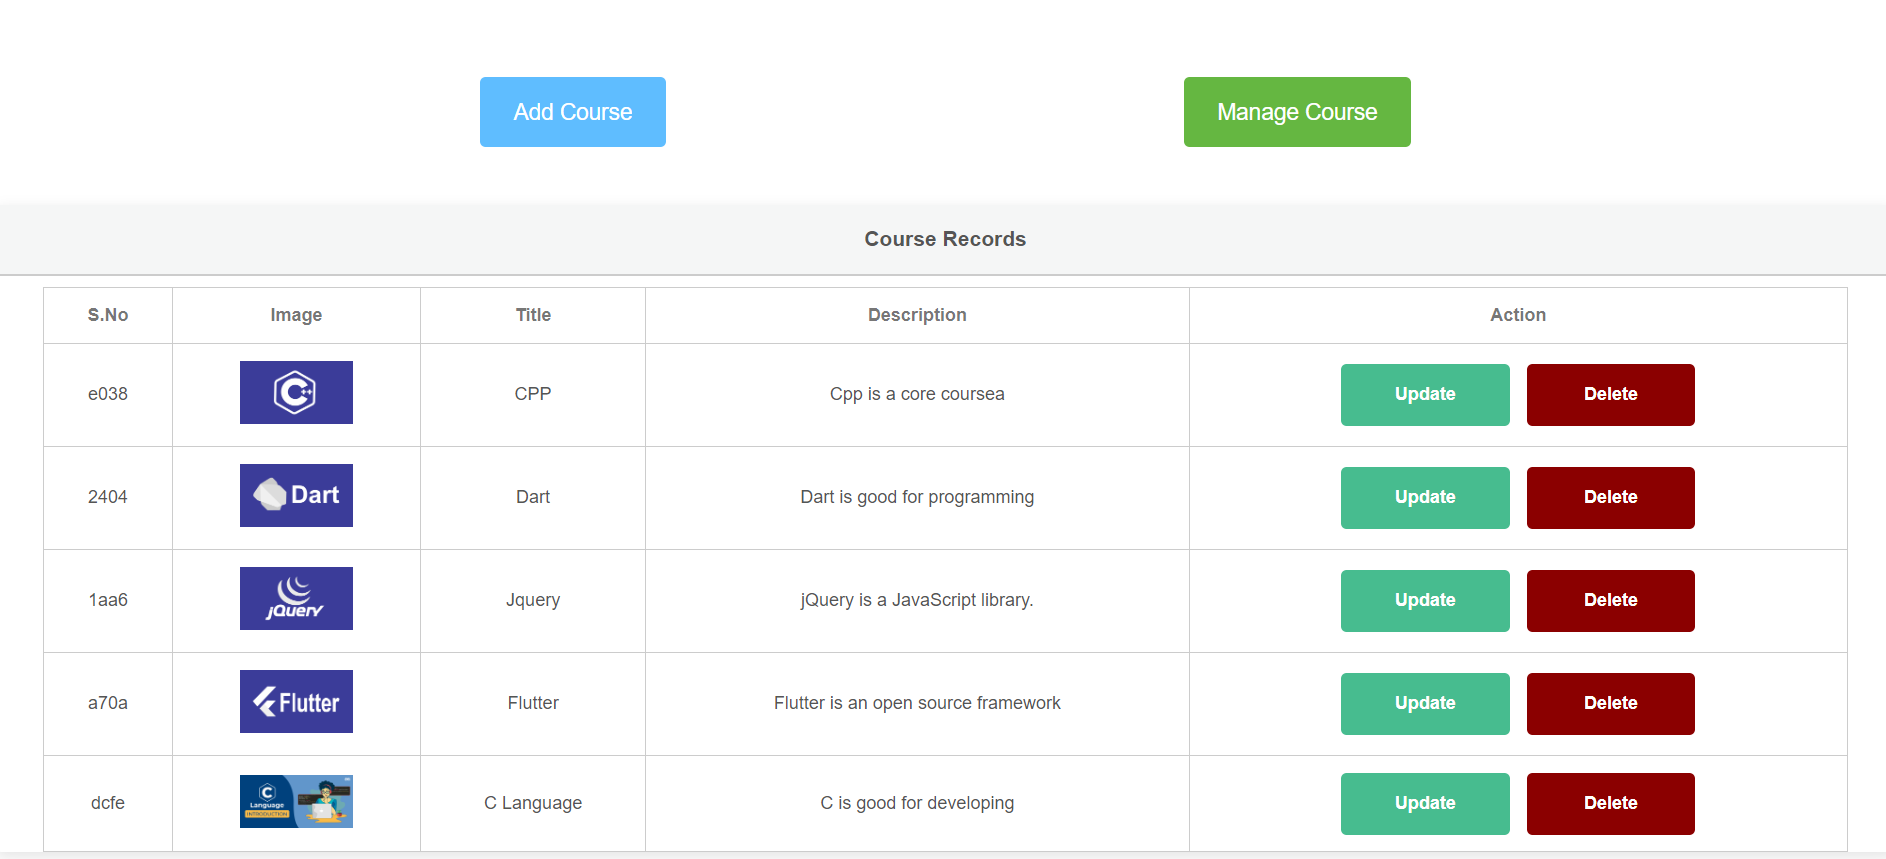 Add Course
Manage Course
Course Records
S.No Image Title Description Action
e038 C++ CPP Cpp is a core coursea Update Delete
2404 Dart Dart Dart is good for programming Update Delete
1aa6 jQuery Jquery jQuery is a JavaScript library. Update Delete
a70a Flutter Flutter Flutter is an open source framework Update Delete
dcfe C Language INTRODUCTION C Language C is good for developing Update Delete